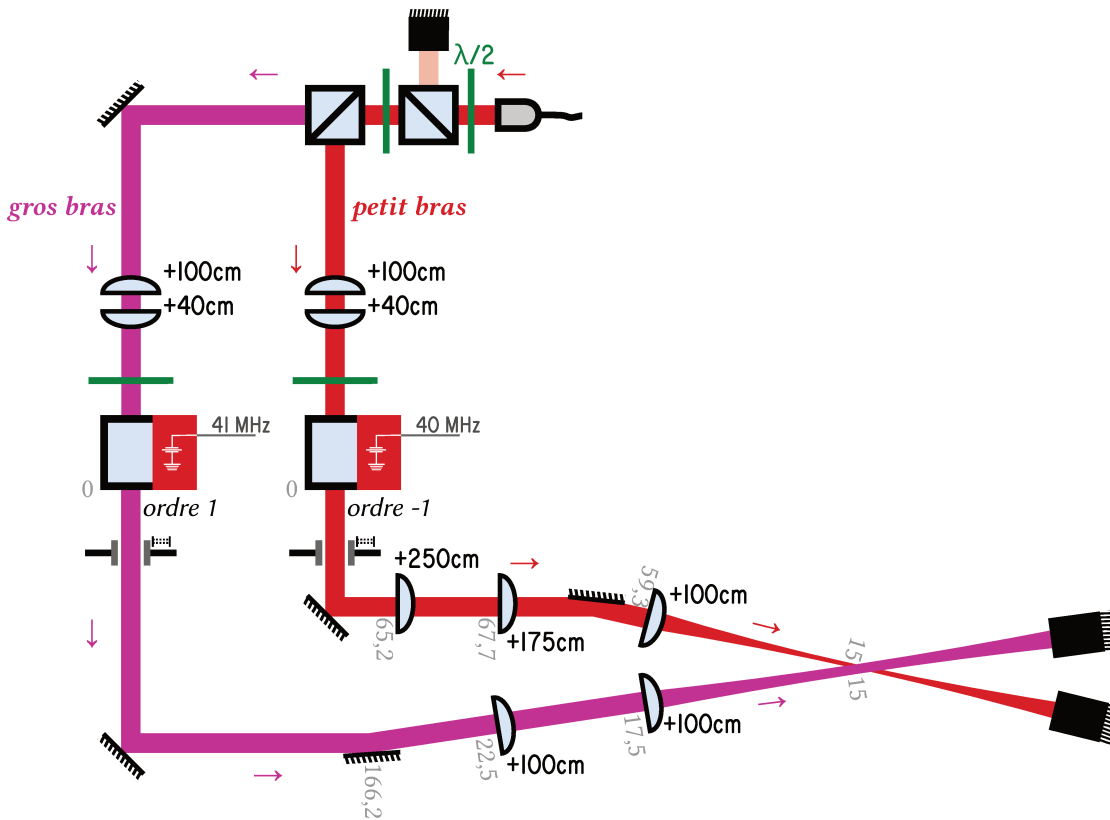 λ/2
gros bras
petit bras
+100cm
+40cm
+100cm
+40cm
41 MHz
40 MHz
0
0
ordre 1
ordre -1
+250cm
59,3
+100cm
65,2
67,7
+175cm
15
15
17,5
+100cm
22,5
+100cm
166,2